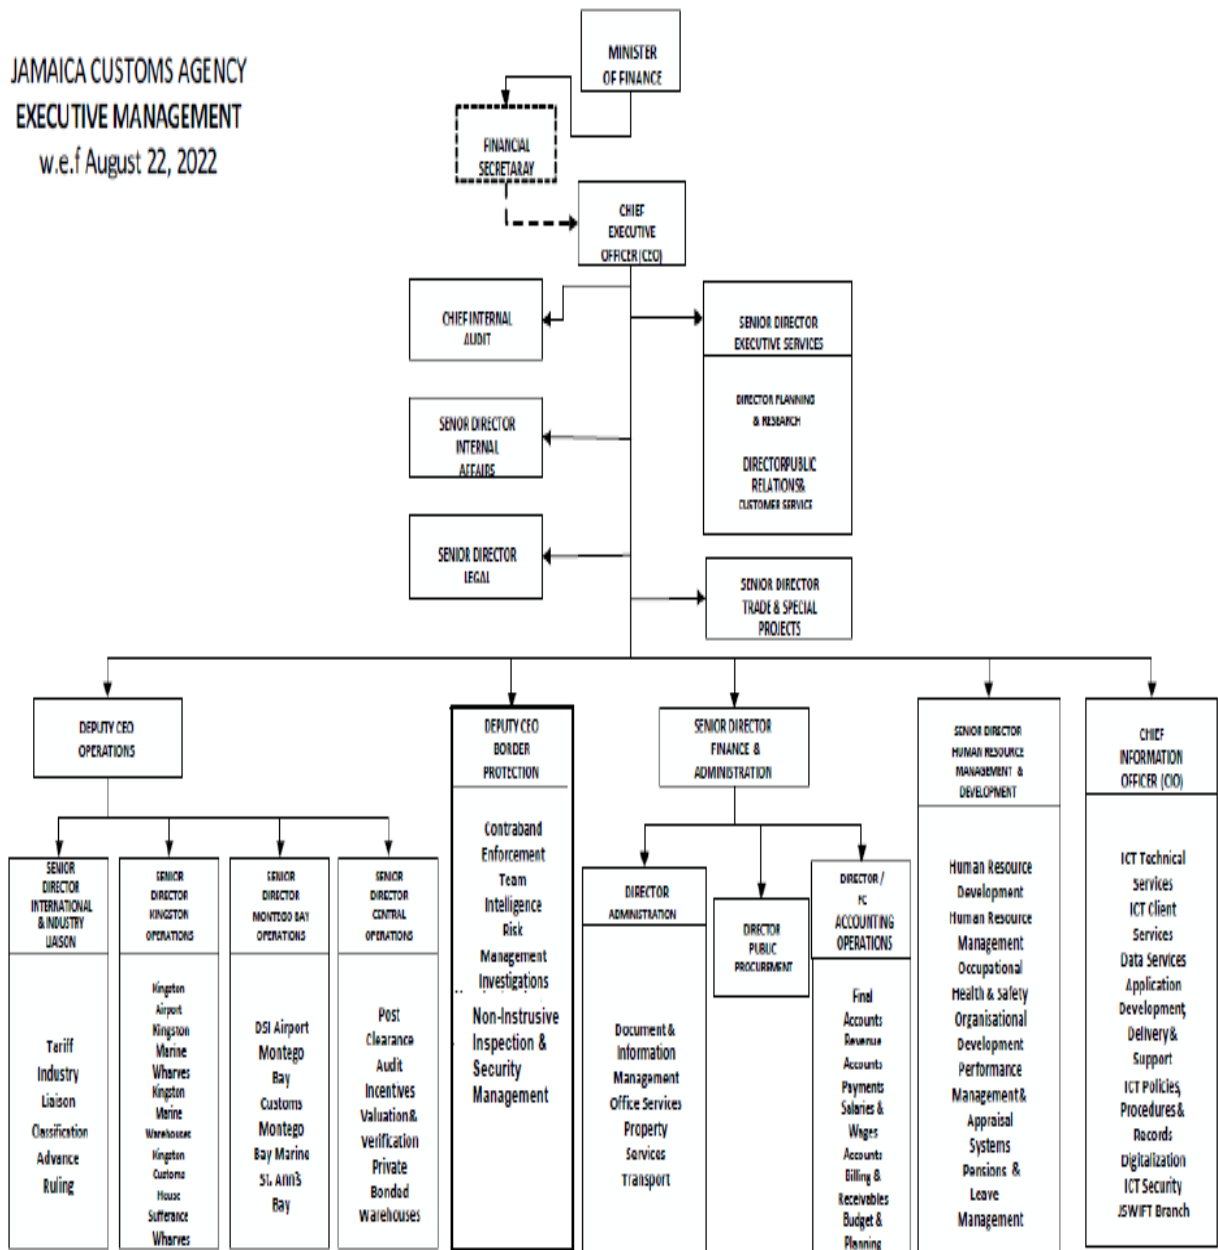 JAMAICA CUSTOMS AGENCY
EXECUTIVE MANAGEMENT
w.e.f August 22, 2022
MINISTER
OF FINANCE
FINANCIAL
SECRETARAY
CHIEF
EXECUTIVE
OFFICER (CEO)
CHIEF INTERNAL
AUDIT
SENIOR DIRECTOR
EXECUTIVE SERVICES
DIRECTOR PLANNING
& RESEARCH
DIRECTORPUBLIC
RELATIONS&
CUSTOMER SERVICE
SENOR DIRECTOR
INTERNAL
AFFAIRS
SENIOR DIRECTOR
LEGAL
SENIOR DIRECTOR
TRADE & SPECIAL
PROJECTS
DEPUTY CEO
OPERATIONS
DEPUTY CEO
BORDER
PROTECTION
Contraband
Enforcement
Team
Intelligence
Risk
Management
Investigations
Non-Instrusive
Inspection &
Security
Management
SENIOR DIRECTOR
FINANCE &
ADMINISTRATION
SENIOR DIRECTOR
HUMAN RESOURCE
MANAGEMENT &
DEVELOPMENT
Human Resource
Development
Human Resource
Management
Occupational
Health & Safety
Organisational
Development
Performance
Management&
Appraisal
Systems
Pensions &
Leave
Management
CHIEF
INFORMATION
OFFICER (CIO)
ICT Technical
Services
ICT Client
Services
Data Services
Application
Development,
Delivery &
Support
ICT Policies,
Procedures &
Records
Digitalization
ICT Security
JSWIFT Branch
SENIOR
DIRECTOR
INTERNATIONAL
& INDUSTRY
LIAISON
Tariff
Industry
Liaison
Classification
Advance
Ruling
SENIOR
DIRECTOR
KINGSTON
OPERATIONS
Kingston
Airport
Kingston
Marine
Wharves
Kingston
Marine
Warehouses
Kingston
Customs
House
Sufferance
Wharves
SENIOR
DIRECTOR
MONTEGO BAY
OPERATIONS
DSI Airport
Montego
Bay
Customs
Montego
Bay Marine
St. Ann's
Bay
SENIOR
DIRECTOR
CENTRAL
OPERATIONS
Post
Clearance
Audit
Incentives
Valuation&
Verification
Private
Bonded
Warehouses
DIRECTOR
ADMINISTRATION
Document &
Information
Management
Office Services
Property
Services
Transport
DIRECTOR
PUBLIC
PROCUREMENT
DIRECTOR /
FC
ACCOUNTING
OPERATIONS
Final
Accounts
Revenue
Accounts
Payments
Salaries &
Wages
Accounts
Billing &
Receivables
Budget &
Planning